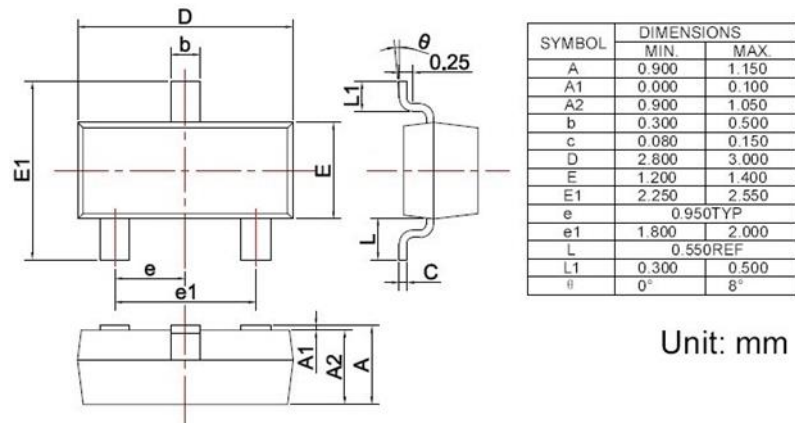 D
b
θ
0.25
L1
E1
E
L
C
e
e1
A1
A2
A
SYMBOL DIMENSIONS
MIN. MAX.
A 0.900 1.150
A1 0.000 0.100
A2 0.900 1.050
b 0.300 0.500
c 0.080 0.150
D 2.800 3.000
E 1.200 1.400
E1 2.250 2.550
e 0.950TYP
e1 1.800 2.000
L 0.550REF
L1 0.300 0.500
θ 0° 8°
Unit: mm